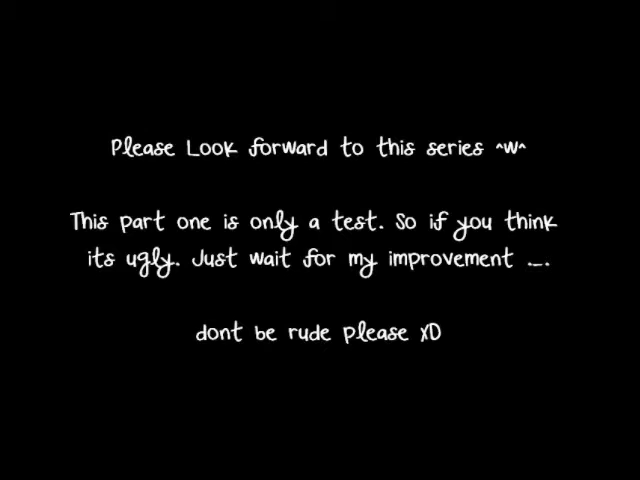 Please Look forward to this series ^w^
This part one is only a test. So if you think
its ugly. Just wait for my improvement ._.
dont be rude please XD